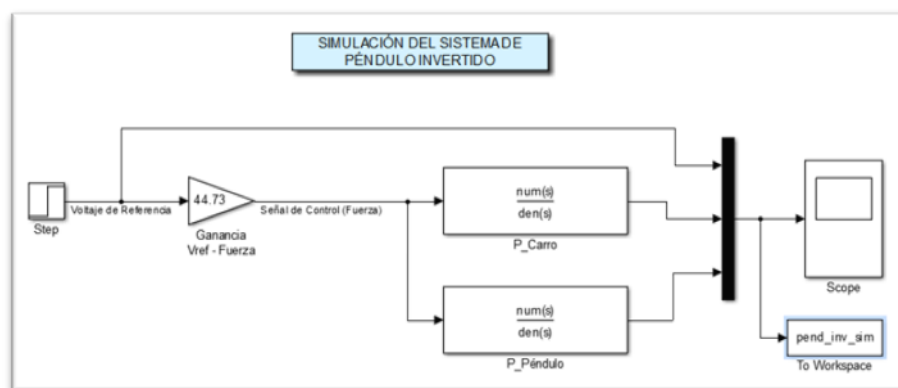 SIMULACIÓN DEL SISTEMA DE
PÉNDULO INVERTIDO
Voltaje de Referencia
Step
44.73
Ganancia
Vref - Fuerza
Señal de Control (Fuerza)
num(s)
den(s)
P_Carro
num(s)
den(s)
P_Péndulo
Scope
pend_inv_sim
To Workspace